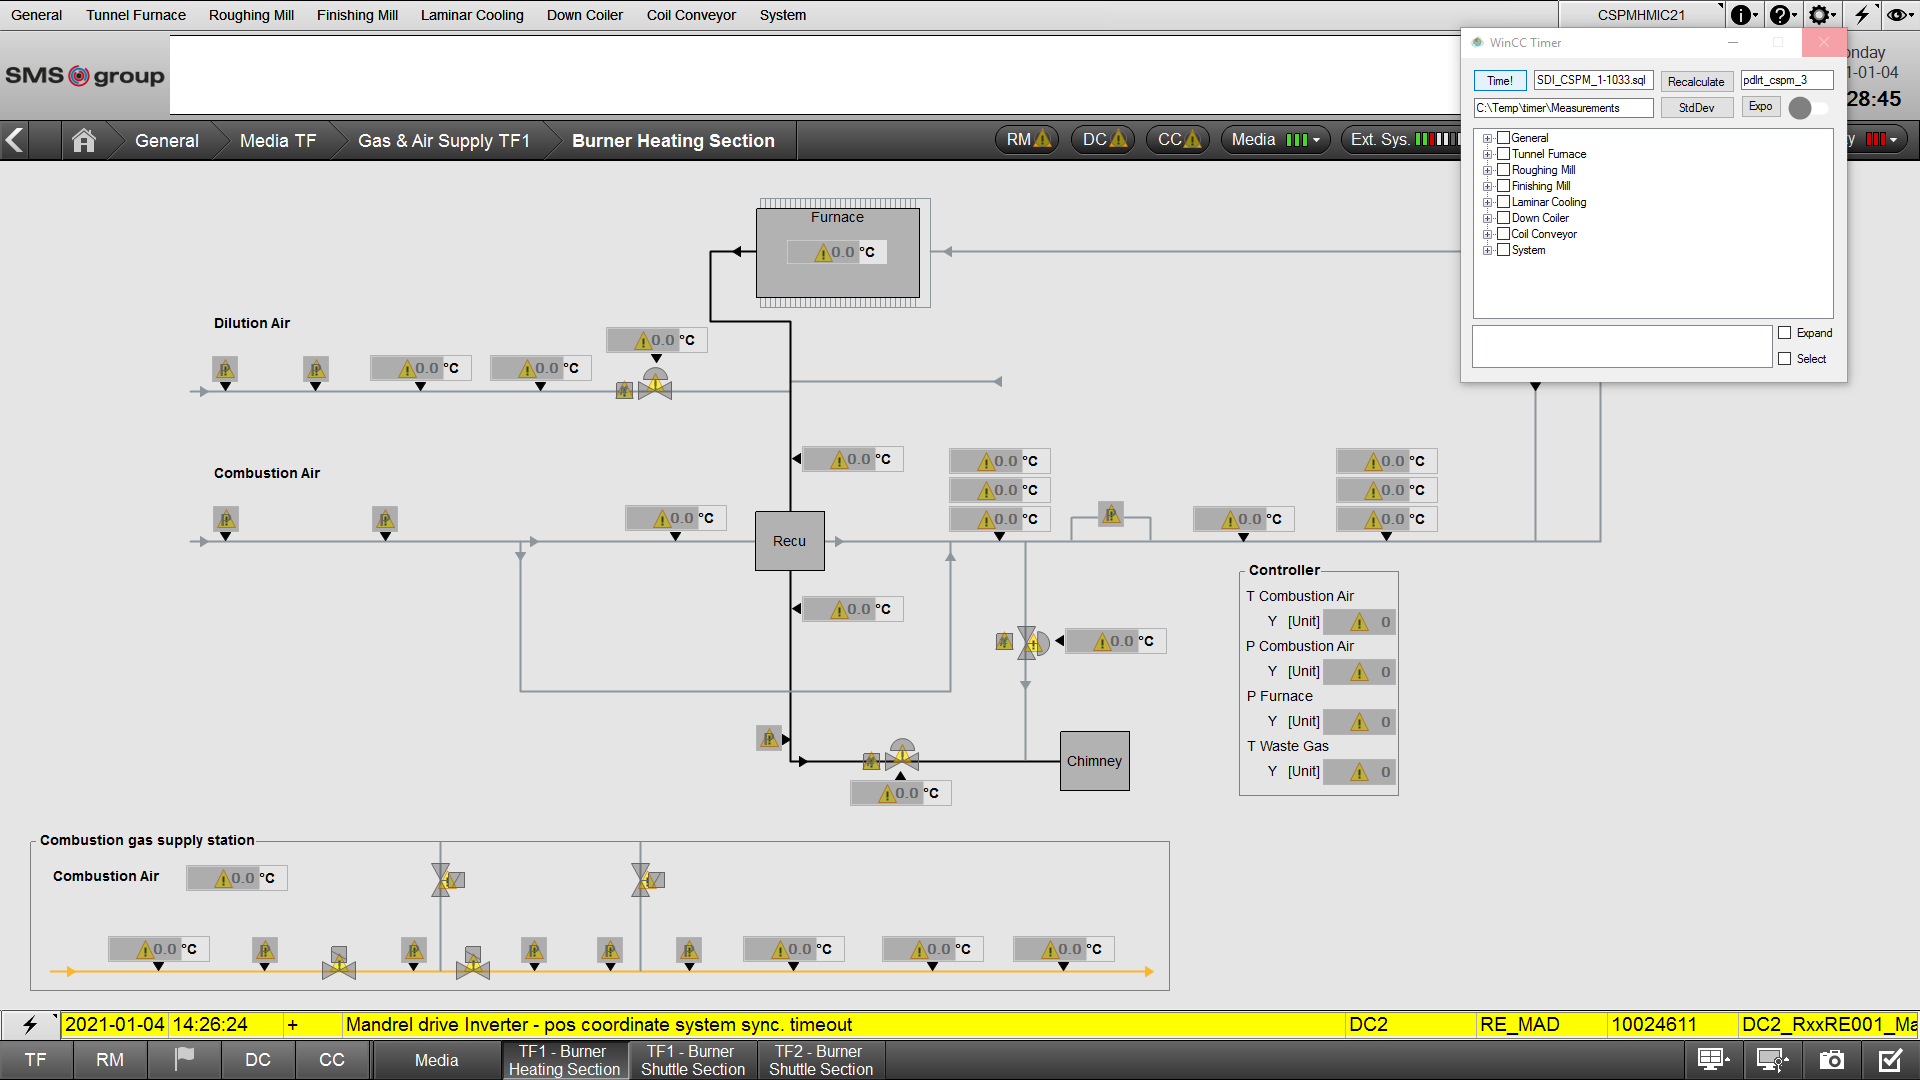 General Tunnel Furnace Roughing Mill Finishing Mill Laminar Cooling Down Coiler Coil Conveyor System CSPMHMIC21
SMS group
WinCC Timer
Time! SDI_CSPM_1-1033.sql Recalculate pdlrt_cspm_3
C:\Temp\timer\Measurements StdDev Expo
General
Tunnel Furnace
Roughing Mill
Finishing Mill
Laminar Cooling
Down Coiler
Coil Conveyor
System
Expand
Select
nday
1-01-04
28:45
General Media TF Gas & Air Supply TF1 Burner Heating Section RM DC CC Media Ext. Sys. y
Furnace
0.0 °C
Dilution Air
0.0 °C
P P 0.0 °C 0.0 °C
M
Combustion Air
0.0 °C
0.0 °C 0.0 °C
0.0 °C 0.0 °C
P P 0.0 °C 0.0 °C P 0.0 °C 0.0 °C
Recu
0.0 °C
M 0.0 °C
Controller
T Combustion Air
Y [Unit] 0
P Combustion Air
Y [Unit] 0
P Furnace
Y [Unit] 0
T Waste Gas
Y [Unit] 0
P
M
Chimney
0.0 °C
Combustion gas supply station
Combustion Air 0.0 °C
0.0 °C P P P P P 0.0 °C 0.0 °C 0.0 °C
2021-01-04 14:26:24 + Mandrel drive Inverter - pos coordinate system sync. timeout DC2 RE_MAD 10024611 DC2_RxxRE001_Ma
TF RM DC CC Media
TF1 - Burner
Heating Section
TF1 - Burner
Shuttle Section
TF2 - Burner
Shuttle Section